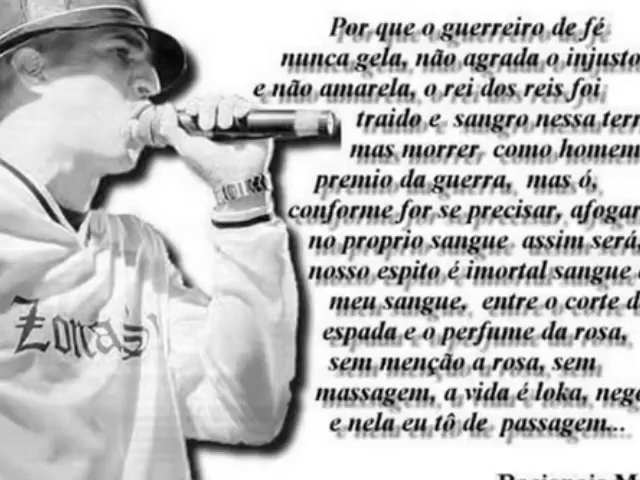 Por que o guerreiro de fé
nunca gela, não agrada o injusto
e não amarela, o rei dos reis foi
traido e sangro nessa terr
mas morrer como homem
premio da guerra, mas ó,
conforme for se precisar, afogar
no proprio sangue assim será
nosso espito é imortal sangue
meu sangue, entre o corte d
espada e o perfume da rosa,
sem menção a rosa, sem
massagem, a vida é loka, neg
e nela eu tô de passagem...
Zona